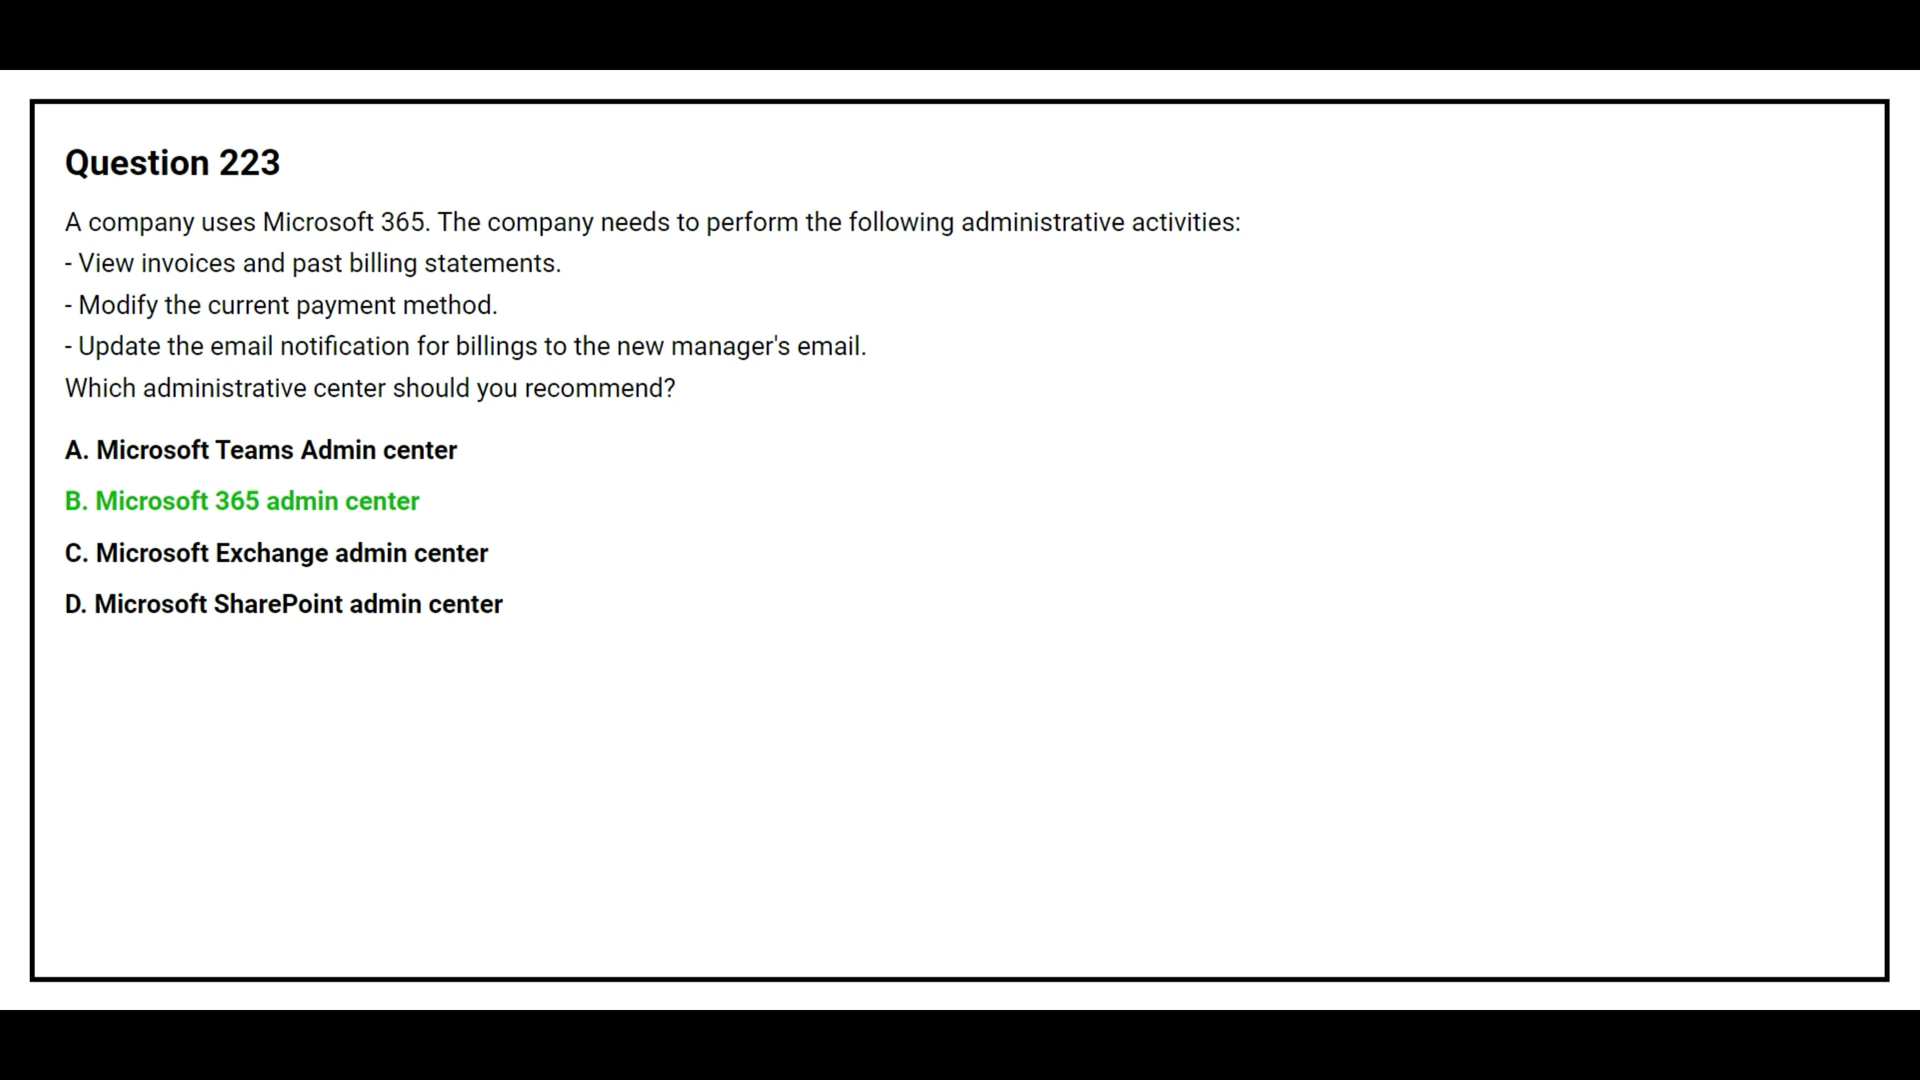 Question 223
A company uses Microsoft 365. The company needs to perform the following administrative activities:
- View invoices and past billing statements.
- Modify the current payment method.
- Update the email notification for billings to the new manager's email.
Which administrative center should you recommend?
A. Microsoft Teams Admin center
B. Microsoft 365 admin center
C. Microsoft Exchange admin center
D. Microsoft SharePoint admin center